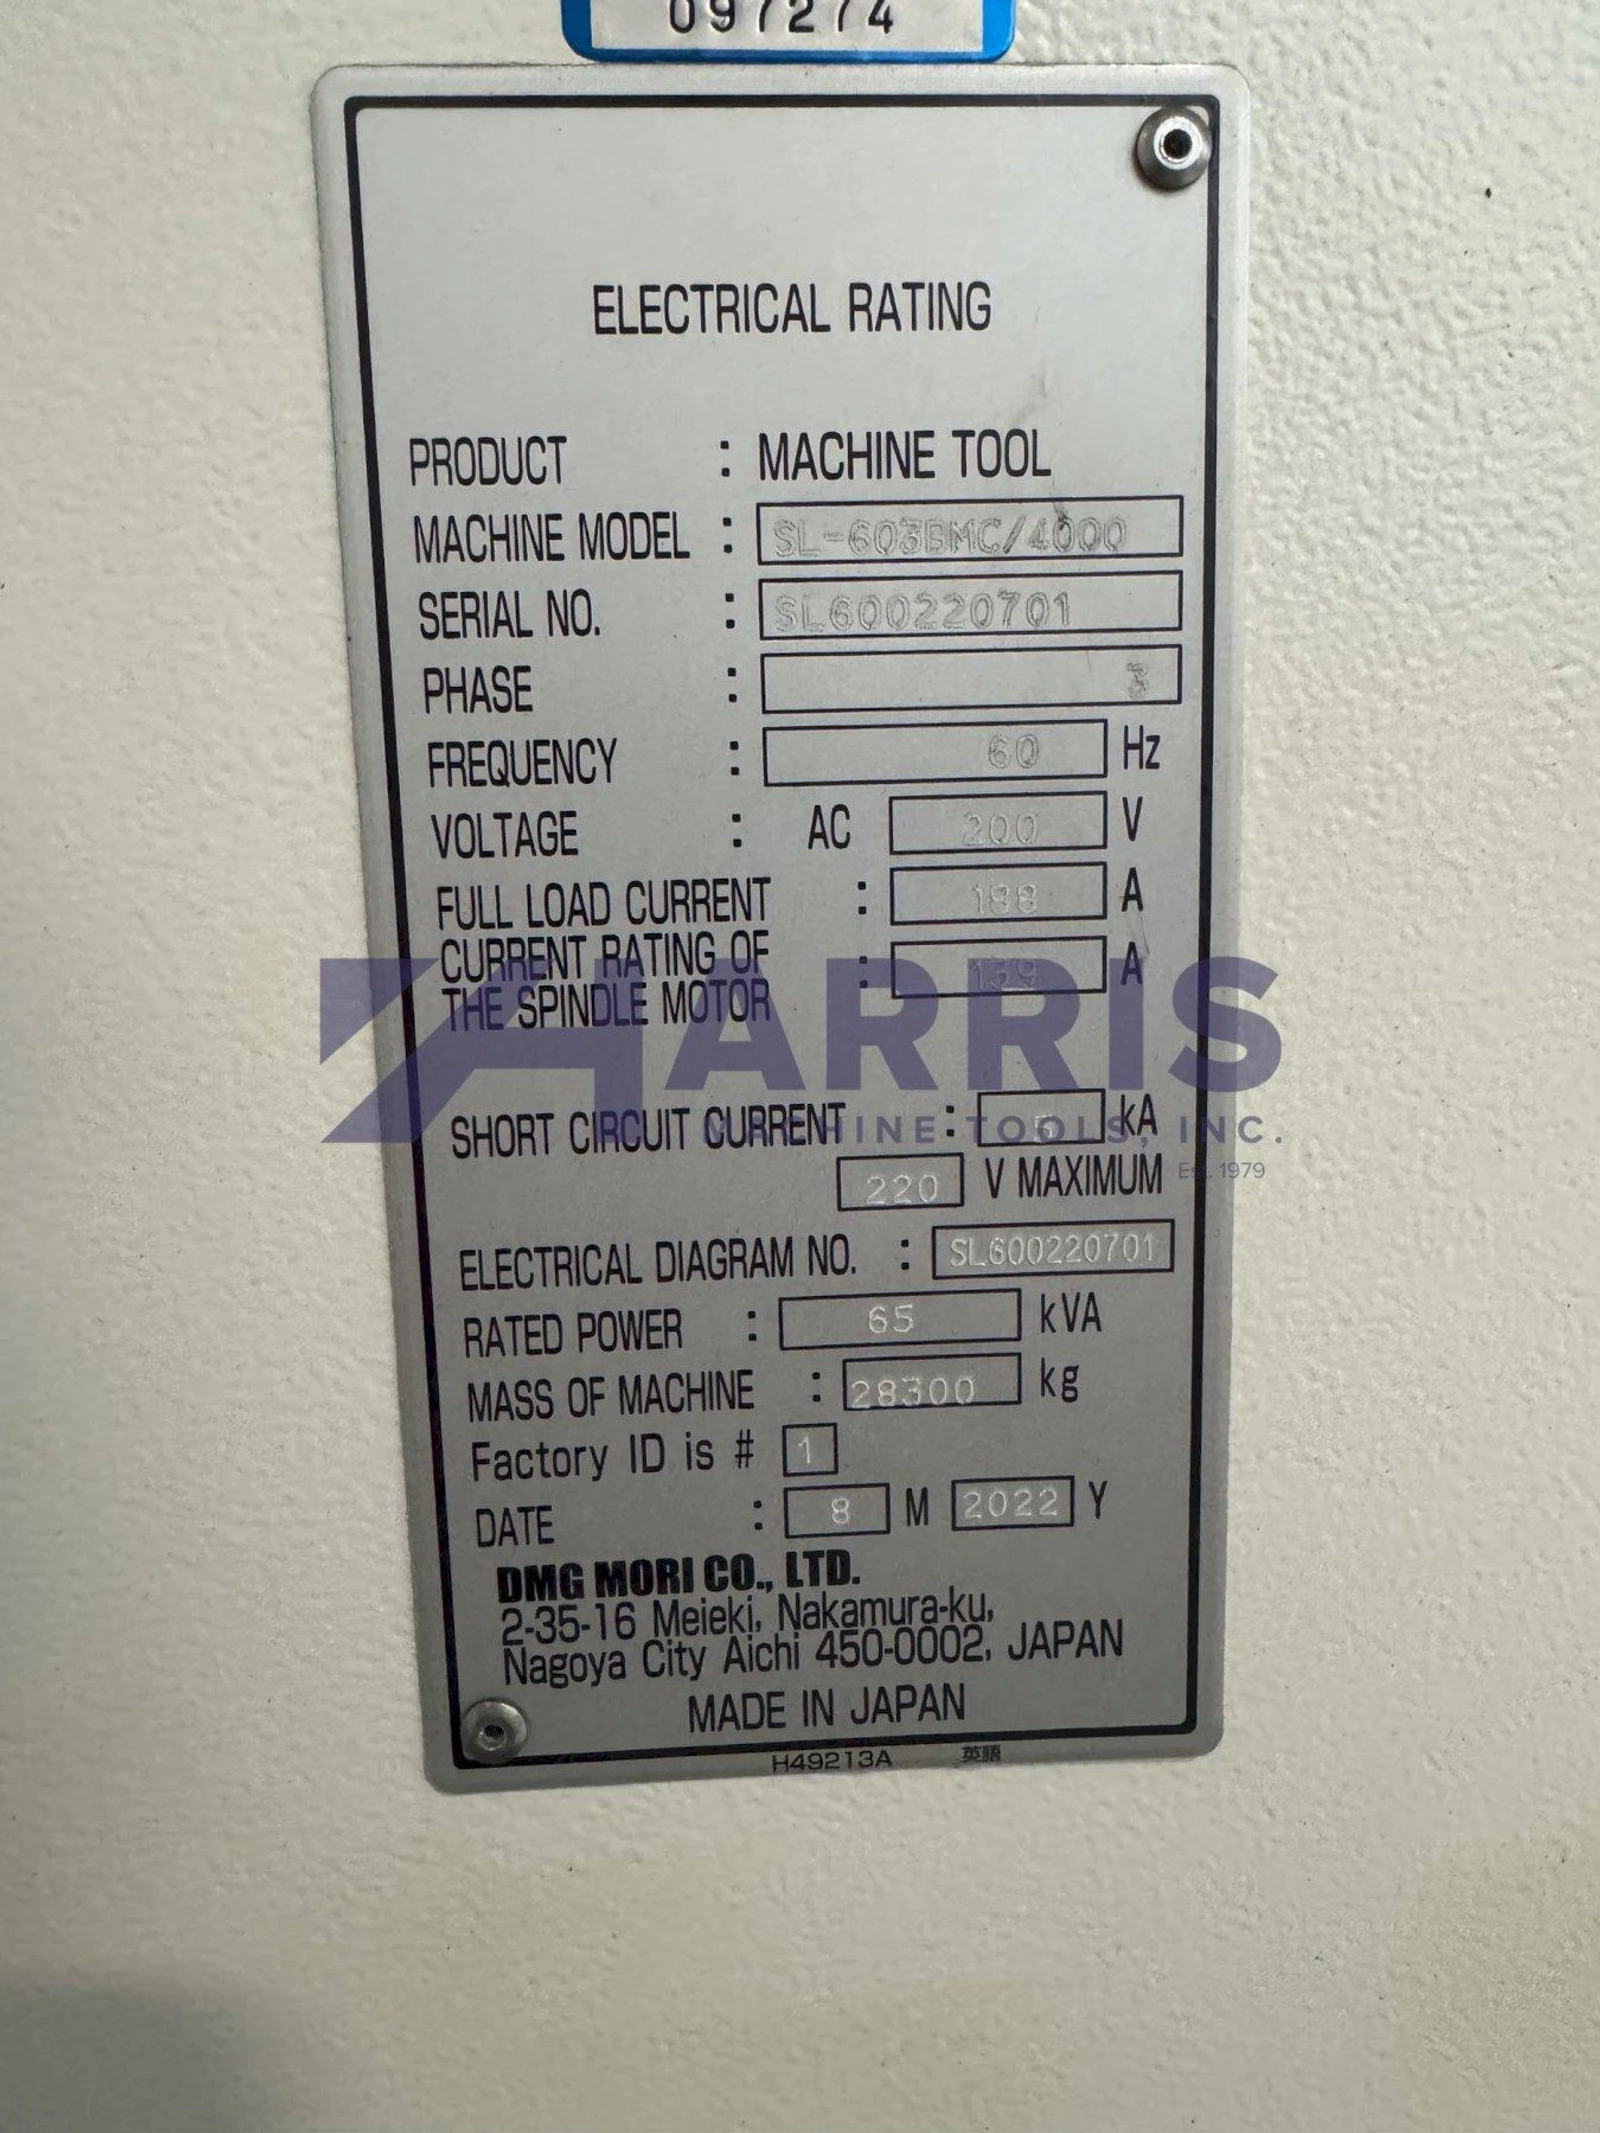 097274
ELECTRICAL RATING
PRODUCT : MACHINE TOOL
MACHINE MODEL : SL-603BMC/4000
SERIAL NO. : SL600220701
PHASE : 3
FREQUENCY : 60 Hz
VOLTAGE : AC 200 V
FULL LOAD CURRENT : 188 A
CURRENT RATING OF
THE SPINDLE MOTOR : 139 A
HARRIS
MACHINE TOOLS, INC.
Est. 1979
SHORT CIRCUIT CURRENT : 5 kA
220 V MAXIMUM
ELECTRICAL DIAGRAM NO. : SL600220701
RATED POWER : 65 kVA
MASS OF MACHINE : 28300 kg
Factory ID is # 1
DATE : 8 M 2022 Y
DMG MORI CO., LTD.
2-35-16 Meieki, Nakamura-ku,
Nagoya City Aichi 450-0002, JAPAN
MADE IN JAPAN
H49213A 英語